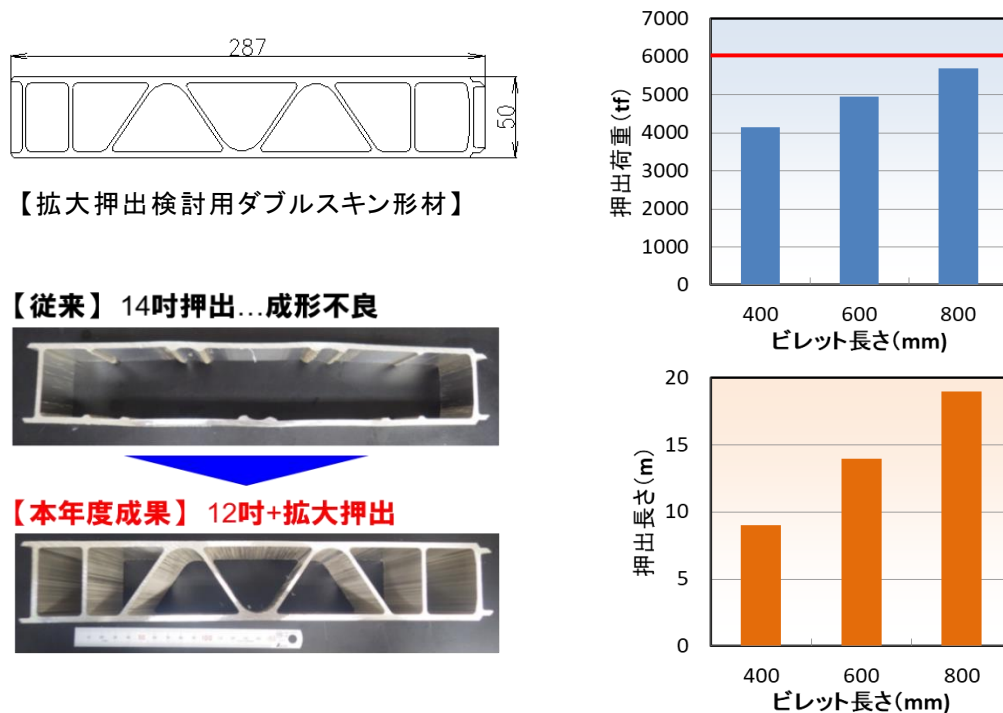 287
50
【拡大押出検討用ダブルスキン形材】
【従来】 14吋押出…成形不良
【本年度成果】 12吋+拡大押出
7000
6000
5000
4000
3000
2000
1000
0
押出荷重(tf)
400 600 800
ビレット長さ(mm)
20
15
10
5
0
押出長さ(m)
400 600 800
ビレット長さ(mm)